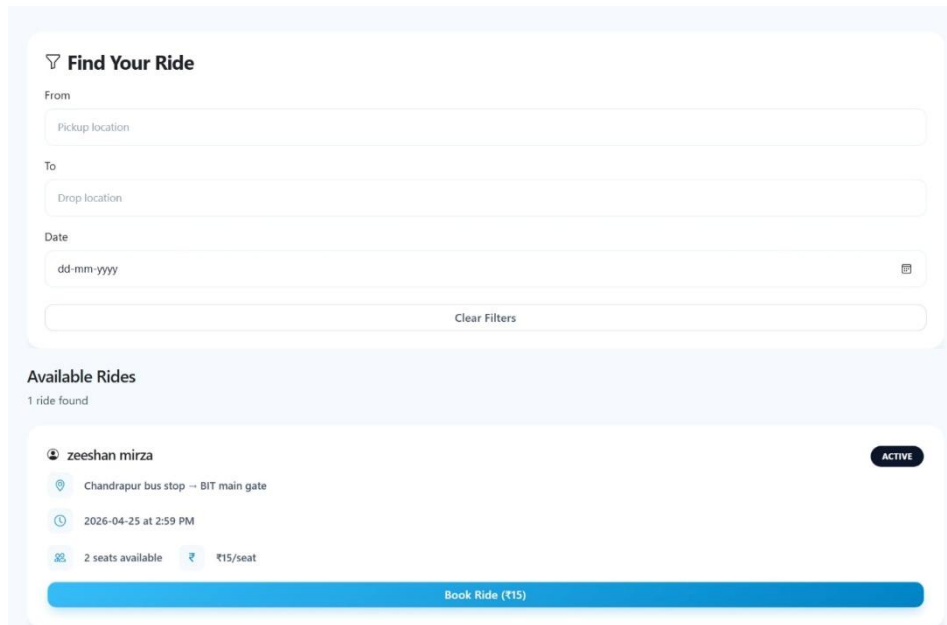 Find Your Ride
From
Pickup location
To
Drop location
Date
dd-mm-yyyy
Clear Filters
Available Rides
1 ride found
zeeshan mirza ACTIVE
Chandrapur bus stop → BIT main gate
2026-04-25 at 2:59 PM
2 seats available ₹ ₹15/seat
Book Ride (₹15)